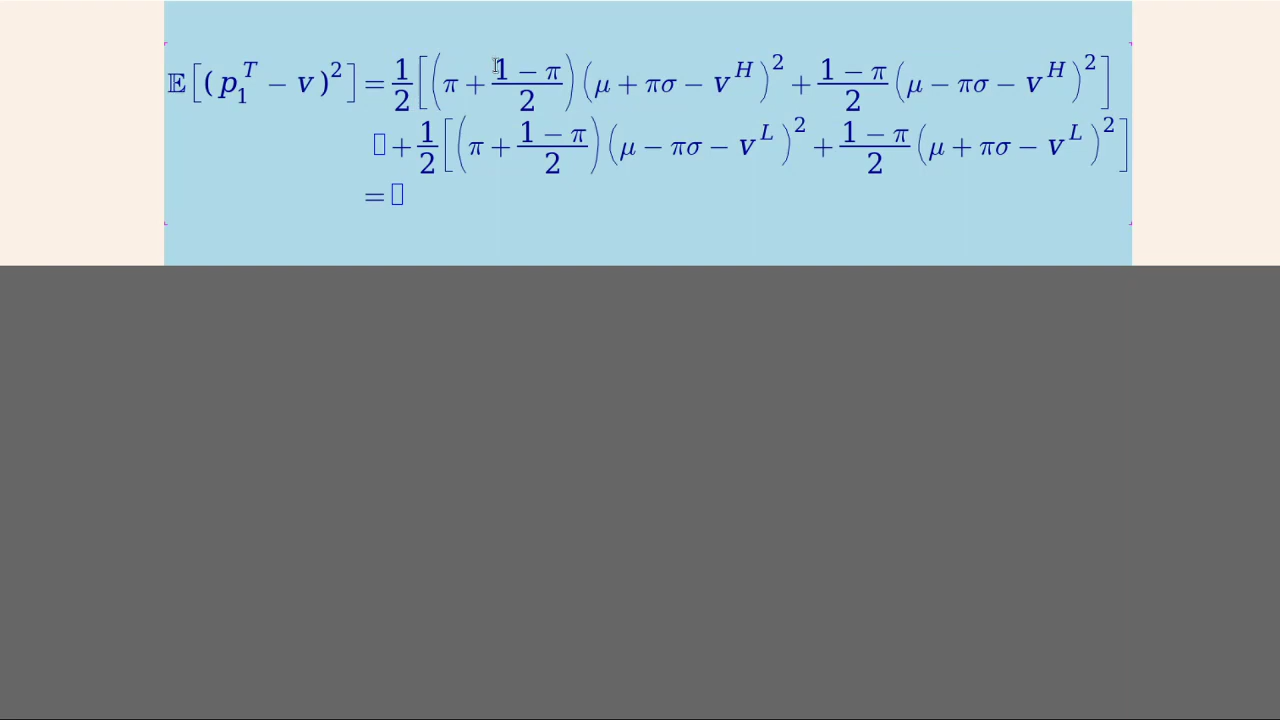 𝔼[(p₁ᵀ − v)²] = 1/2[(π + (1 − π)/2)(μ + πσ − vᴴ)² + (1 − π)/2(μ − πσ − vᴴ)²]
+ 1/2[(π + (1 − π)/2)(μ − πσ − vᴸ)² + (1 − π)/2(μ + πσ − vᴸ)²]
=